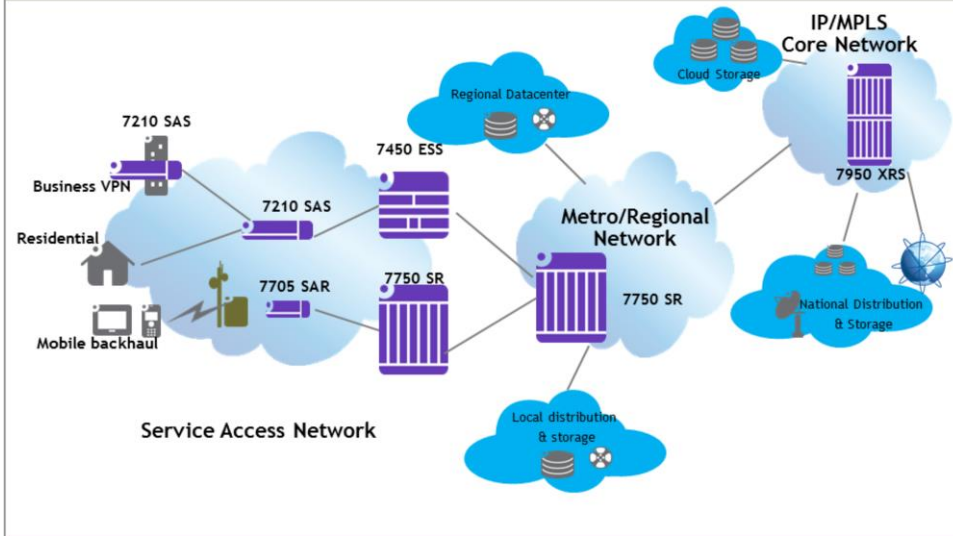 IP/MPLS
Core Network
Cloud Storage
7950 XRS
Regional Datacenter
7210 SAS
Business VPN
7450 ESS
7210 SAS
Metro/Regional
Network
Residential
7705 SAR
7750 SR
7750 SR
National Distribution
& Storage
Mobile backhaul
Local distribution
& storage
Service Access Network